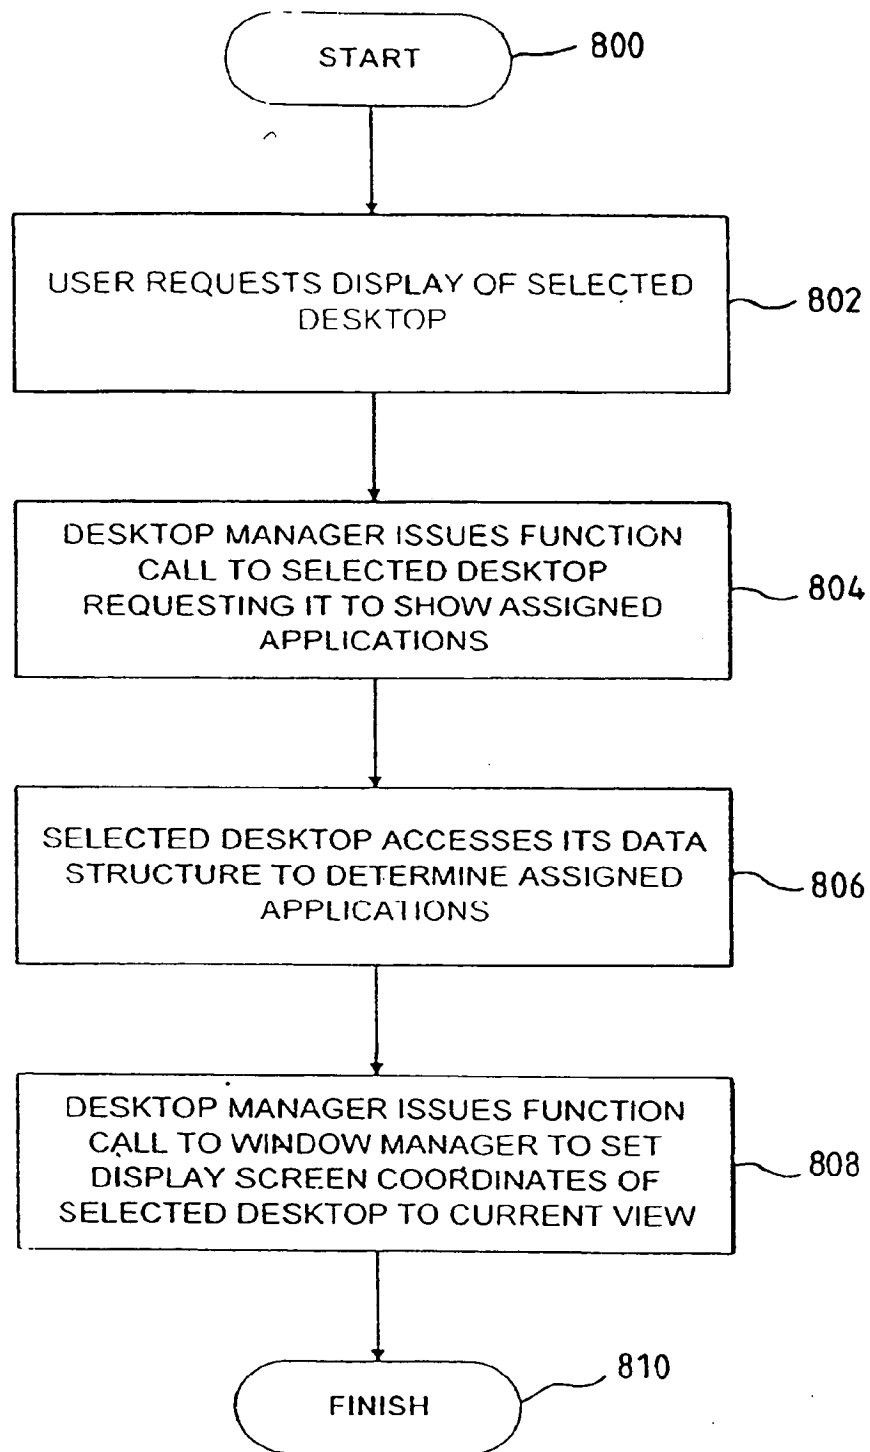 START
800
USER REQUESTS DISPLAY OF SELECTED
DESKTOP
802
DESKTOP MANAGER ISSUES FUNCTION
CALL TO SELECTED DESKTOP
REQUESTING IT TO SHOW ASSIGNED
APPLICATIONS
804
SELECTED DESKTOP ACCESSES ITS DATA
STRUCTURE TO DETERMINE ASSIGNED
APPLICATIONS
806
DESKTOP MANAGER ISSUES FUNCTION
CALL TO WINDOW MANAGER TO SET
DISPLAY SCREEN COORDINATES OF
SELECTED DESKTOP TO CURRENT VIEW
808
FINISH
810